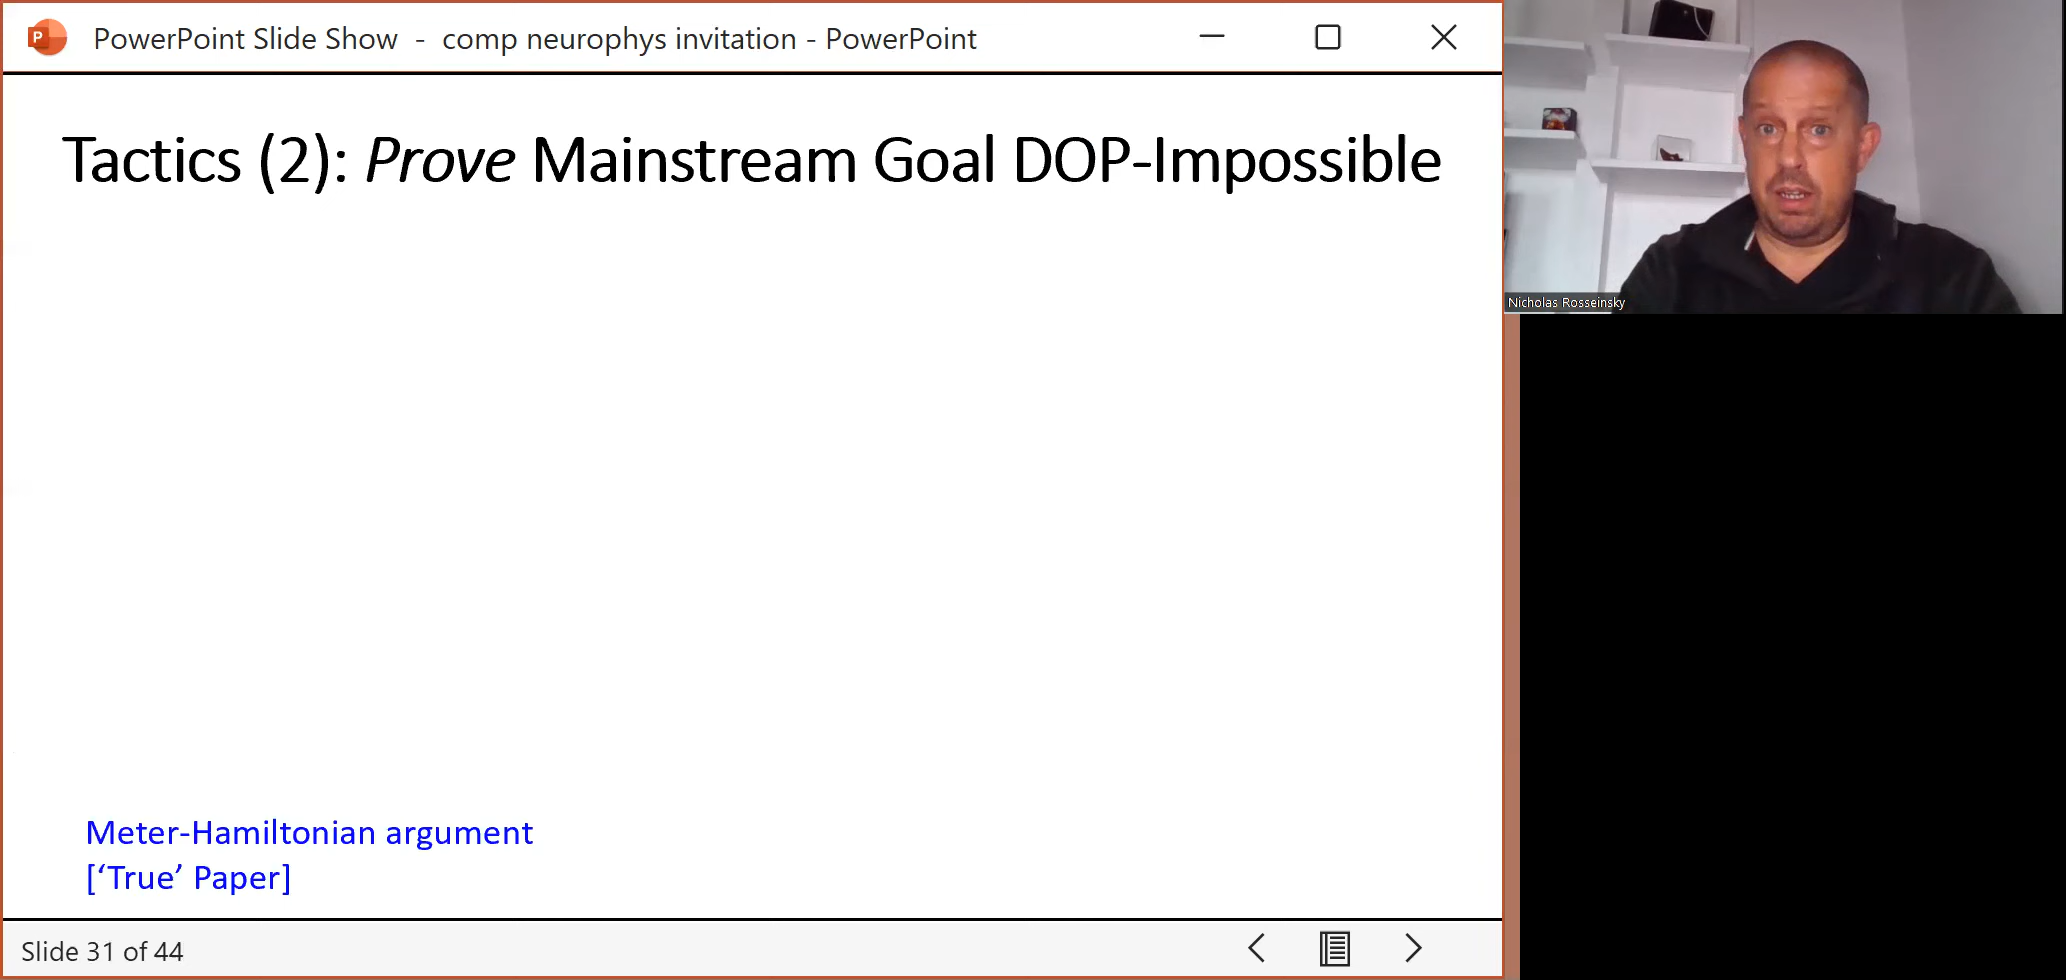 P PowerPoint Slide Show - comp neurophys invitation - PowerPoint
Tactics (2): Prove Mainstream Goal DOP-Impossible
Meter-Hamiltonian argument
[‘True’ Paper]
Slide 31 of 44
Nicholas Rosseinsky